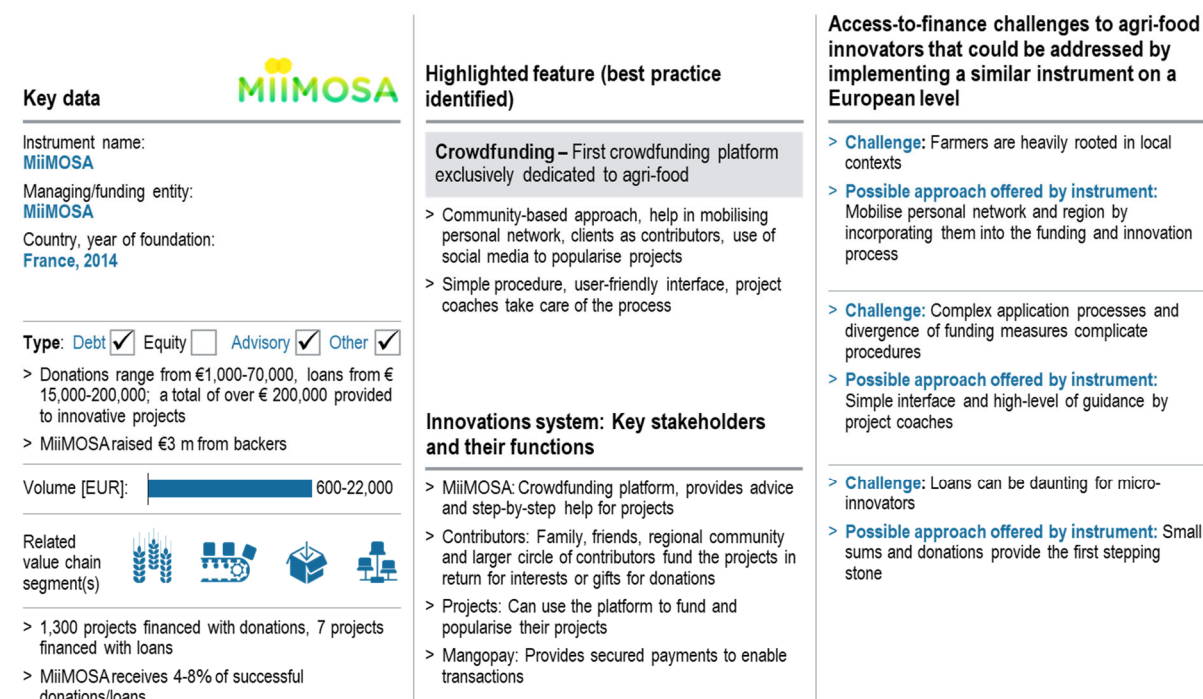 Key data
MiiMOSA
Instrument name:
MiiMOSA
Managing/funding entity:
MiiMOSA
Country, year of foundation:
France, 2014
Type: Debt Equity Advisory Other
> Donations range from €1,000-70,000, loans from €
15,000-200,000; a total of over € 200,000 provided
to innovative projects
> MiiMOSA raised €3 m from backers
Volume [EUR]: 600-22,000
Related
value chain
segment(s)
> 1,300 projects financed with donations, 7 projects
financed with loans
> MiiMOSA receives 4-8% of successful
donations/loans
Highlighted feature (best practice
identified)
Crowdfunding – First crowdfunding platform
exclusively dedicated to agri-food
> Community-based approach, help in mobilising
personal network, clients as contributors, use of
social media to popularise projects
> Simple procedure, user-friendly interface, project
coaches take care of the process
Innovations system: Key stakeholders
and their functions
> MiiMOSA: Crowdfunding platform, provides advice
and step-by-step help for projects
> Contributors: Family, friends, regional community
and larger circle of contributors fund the projects in
return for interests or gifts for donations
> Projects: Can use the platform to fund and
popularise their projects
> Mangopay: Provides secured payments to enable
transactions
Access-to-finance challenges to agri-food
innovators that could be addressed by
implementing a similar instrument on a
European level
> Challenge: Farmers are heavily rooted in local
contexts
> Possible approach offered by instrument:
Mobilise personal network and region by
incorporating them into the funding and innovation
process
> Challenge: Complex application processes and
divergence of funding measures complicate
procedures
> Possible approach offered by instrument:
Simple interface and high-level of guidance by
project coaches
> Challenge: Loans can be daunting for micro-
innovators
> Possible approach offered by instrument: Small
sums and donations provide the first stepping
stone